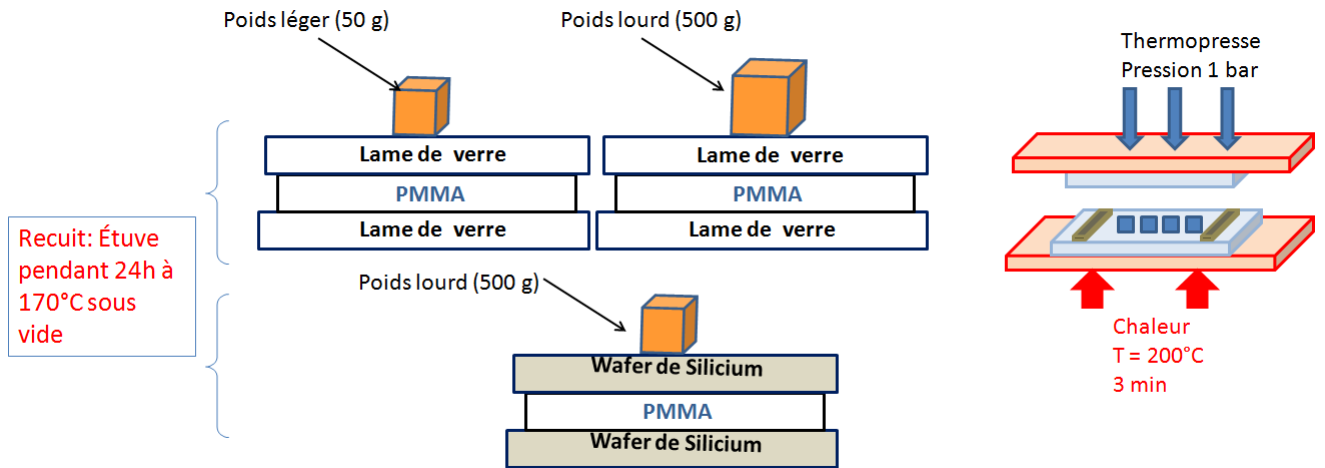 Poids léger (50 g)
Poids lourd (500 g)
Lame de verre
PMMA
Lame de verre
Lame de verre
PMMA
Lame de verre
Recuit: Étuve
pendant 24h à
170°C sous
vide
Poids lourd (500 g)
Wafer de Silicium
PMMA
Wafer de Silicium
Thermopresse
Pression 1 bar
Chaleur
T = 200°C
3 min